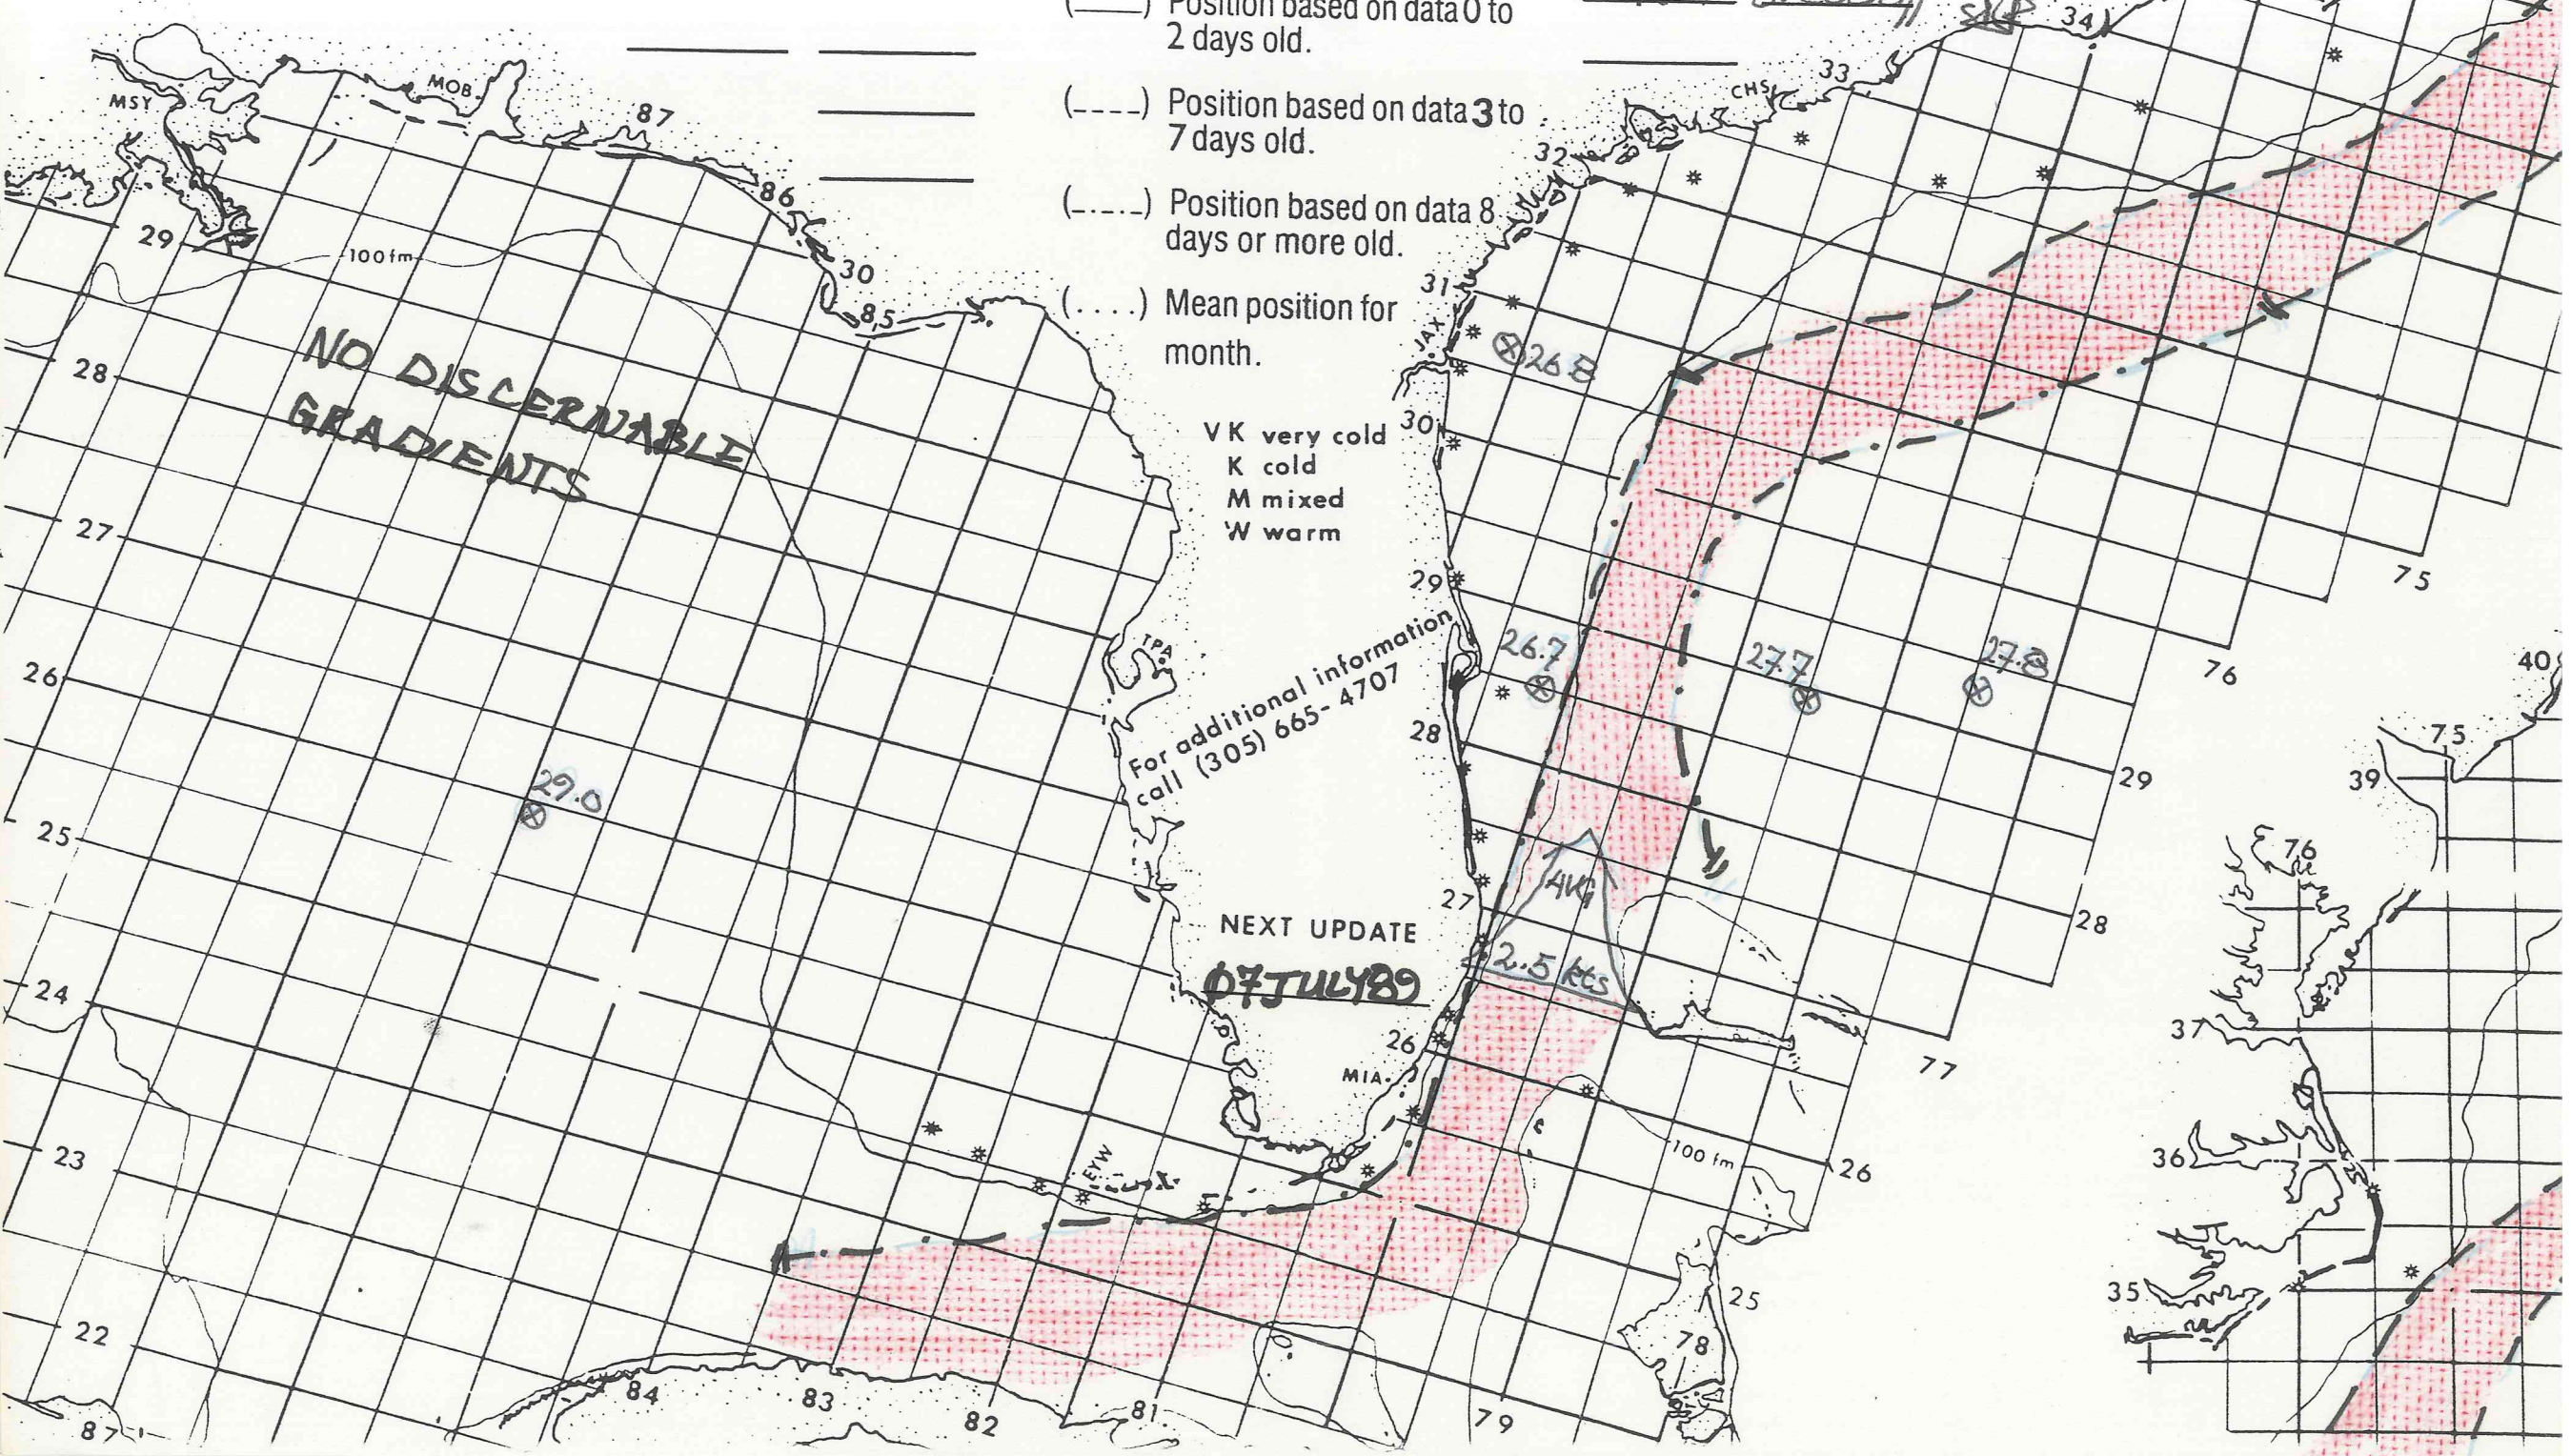 (____) Position based on data 0 to
2 days old.
(_ _ _ _) Position based on data 3 to
7 days old.
(_._._) Position based on data 8
days or more old.
(. . . .) Mean position for
month.
VK very cold
K cold
M mixed
W warm
For additional information
call (305) 665-4707
NEXT UPDATE
07 JULY 89
NO DISCERNABLE
GRADIENTS
MSY
MOB
87
86
30
85
29
100 fm
28
27
26
25
24
23
22
87
84
83
82
81
79
78
25
26
100 fm
77
28
29
76
75
34
33
CHS
32
31
JAX
30
29
28
27
26
MIA
EYW
TPA
26.8
26.7
27.7
27.8
29.0
AVG
2.5 kts
40
75
39
76
37
36
35